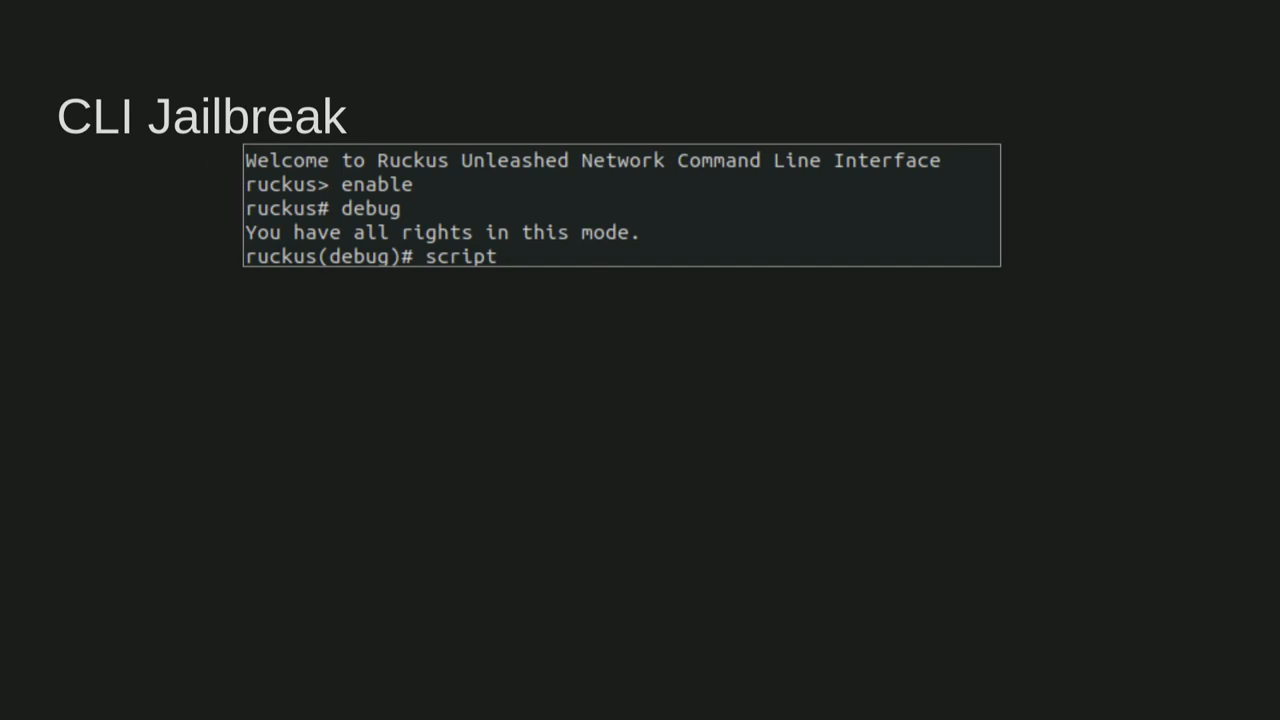 CLI Jailbreak
Welcome to Ruckus Unleashed Network Command Line Interface
ruckus> enable
ruckus# debug
You have all rights in this mode.
ruckus(debug)# script